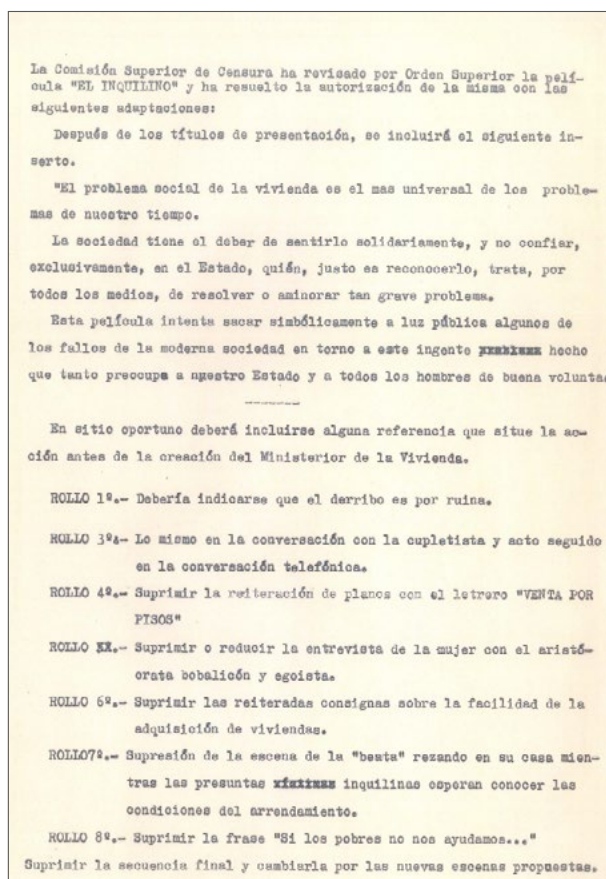 La Comisión Superior de Censura ha revisado por Orden Superior la pelí-
cula "EL INQUILINO" y ha resuelto la autorización de la misma con las
siguientes adaptaciones:
Después de los títulos de presentación, se incluirá el siguiente in-
serto.
"El problema social de la vivienda es el mas universal de los proble-
mas de nuestro tiempo.
La sociedad tiene el deber de sentirlo solidariamente, y no confiar,
exclusivamente, en el Estado, quién, justo es reconocerlo, trata, por
todos los medios, de resolver o aminorar tan grave problema.
Esta película intenta sacar simbólicamente a luz pública algunos de
los fallos de la moderna sociedad en torno a este ingente hecho
que tanto preocupa a nuestro Estado y a todos los hombres de buena volunta
En sitio oportuno deberá incluirse alguna referencia que situe la ac-
ción antes de la creación del Ministerior de la Vivienda.
ROLLO 1º.- Debería indicarse que el derribo es por ruina.
ROLLO 3º.- Lo mismo en la conversación con la cupletista y acto seguido
en la conversación telefónica.
ROLLO 4º.- Suprimir la reiteración de planos con el letrero "VENTA POR
PISOS"
ROLLO .- Suprimir o reducir la entrevista de la mujer con el aristó-
crata bobalicón y egoista.
ROLLO 6º.- Suprimir las reiteradas consignas sobre la facilidad de la
adquisición de viviendas.
ROLLO7º.- Supresión de la escena de la "beata" rezando en su casa mien-
tras las presuntas inquilinas esperan conocer las
condiciones del arrendamiento.
ROLLO 8º.- Suprimir la frase "Si los pobres no nos ayudamos..."
Suprimir la secuencia final y cambiarla por las nuevas escenas propuestas.